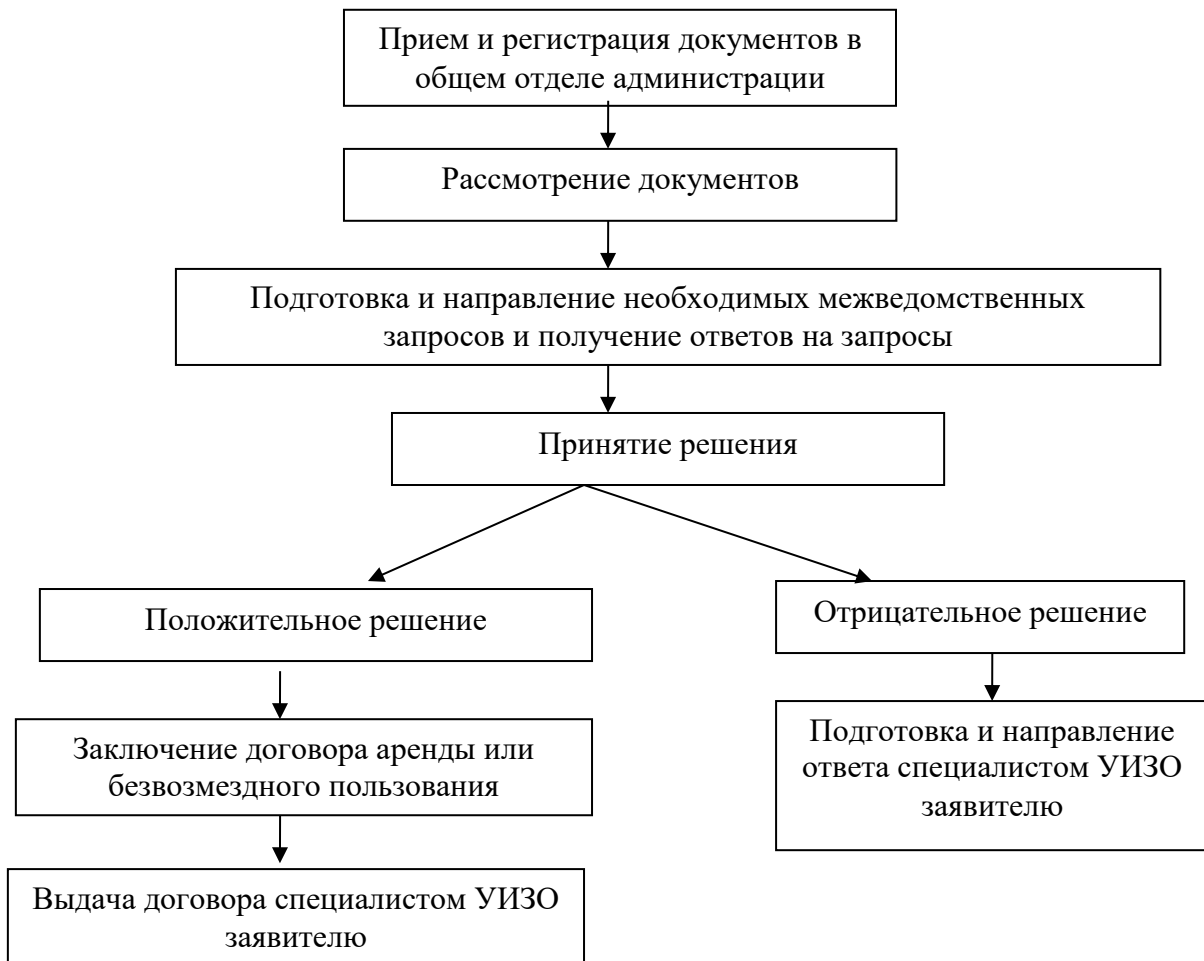 Прием и регистрация документов в
общем отделе администрации
Рассмотрение документов
Подготовка и направление необходимых межведомственных
запросов и получение ответов на запросы
Принятие решения
Положительное решение
Отрицательное решение
Заключение договора аренды или
безвозмездного пользования
Подготовка и направление
ответа специалистом УИЗО
заявителю
Выдача договора специалистом УИЗО
заявителю